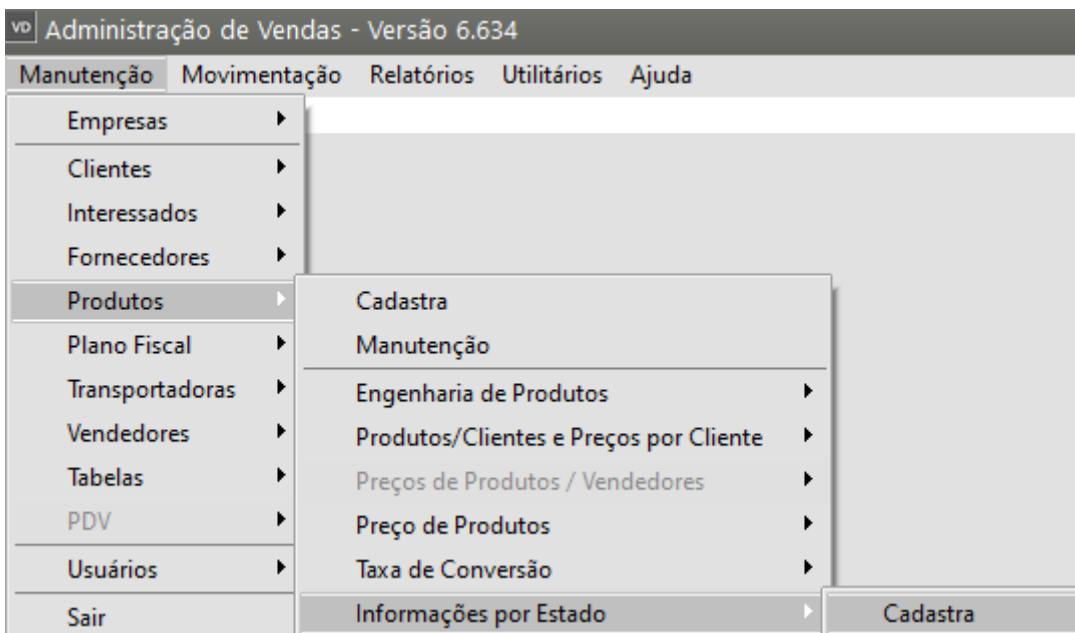 VD Administração de Vendas - Versão 6.634
Manutenção Movimentação Relatórios Utilitários Ajuda
Empresas
Clientes
Interessados
Fornecedores
Produtos
Plano Fiscal
Transportadoras
Vendedores
Tabelas
PDV
Usuários
Sair
Cadastra
Manutenção
Engenharia de Produtos
Produtos/Clientes e Preços por Cliente
Preços de Produtos / Vendedores
Preço de Produtos
Taxa de Conversão
Informações por Estado
Cadastra